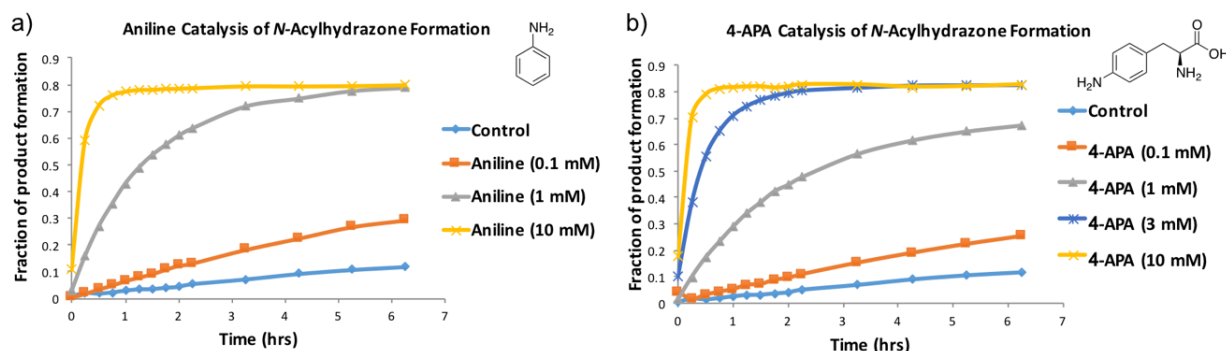 a)
Aniline Catalysis of N-Acylhydrazone Formation
NH₂
Fraction of product formation
0.9
0.8
0.7
0.6
0.5
0.4
0.3
0.2
0.1
0
0 1 2 3 4 5 6 7
Time (hrs)
Control
Aniline (0.1 mM)
Aniline (1 mM)
Aniline (10 mM)
b)
4-APA Catalysis of N-Acylhydrazone Formation
O
OH
NH₂
H₂N
Fraction of product formation
0.9
0.8
0.7
0.6
0.5
0.4
0.3
0.2
0.1
0
0 1 2 3 4 5 6 7
Time (hrs)
Control
4-APA (0.1 mM)
4-APA (1 mM)
4-APA (3 mM)
4-APA (10 mM)